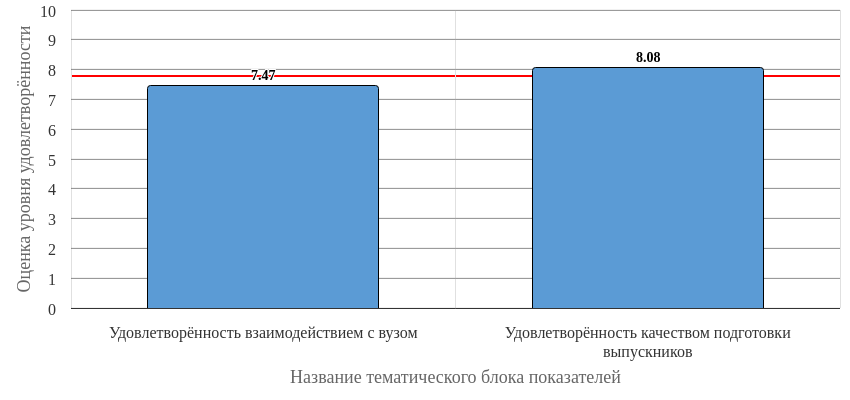 Оценка уровня удовлетворённости
10
9
8
7
6
5
4
3
2
1
0
7.47
8.08
Удовлетворённость взаимодействием с вузом
Удовлетворённость качеством подготовки
выпускников
Название тематического блока показателей